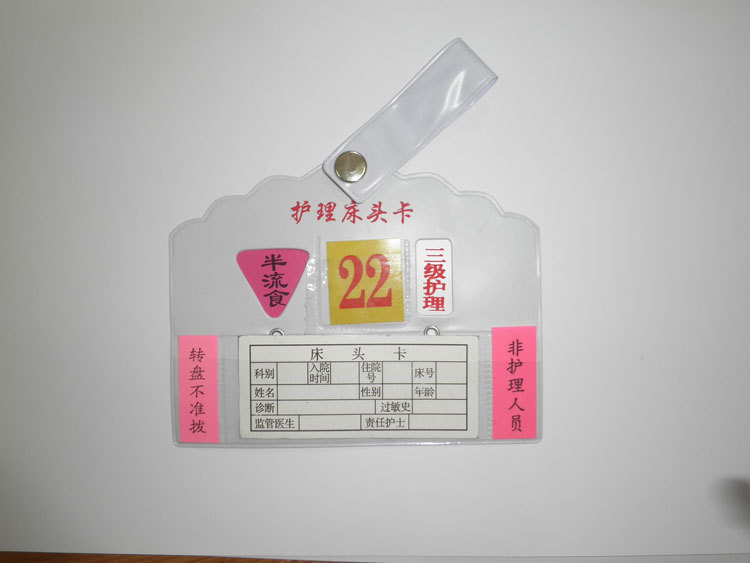 护理床头卡
半流食
22
三级护理
转盘不准拨
床头卡
科别 入院时间 住院号 床号
姓名 性别 年龄
诊断 过敏史
监管医生 责任护士
非护理人员